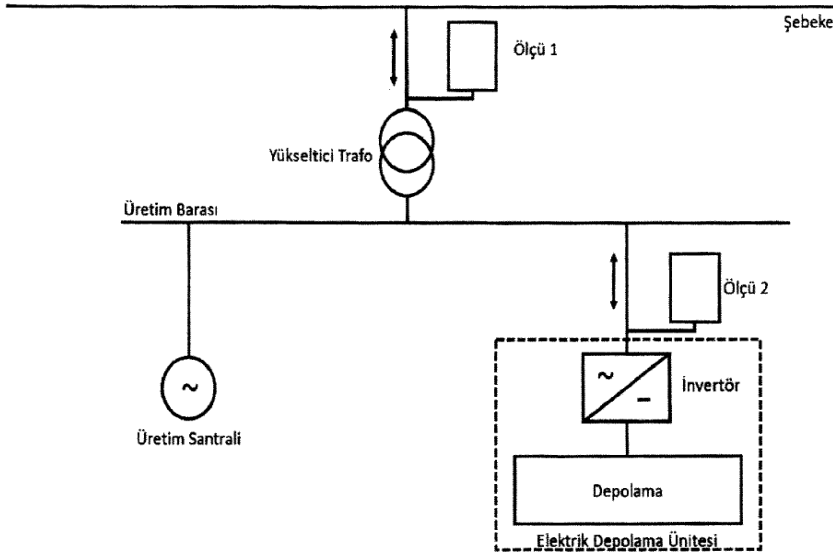 Şebeke
Ölçü 1
Yükseltici Trafo
Üretim Barası
Ölçü 2
~
~
İnvertör
–
Üretim Santrali
Depolama
Elektrik Depolama Ünitesi